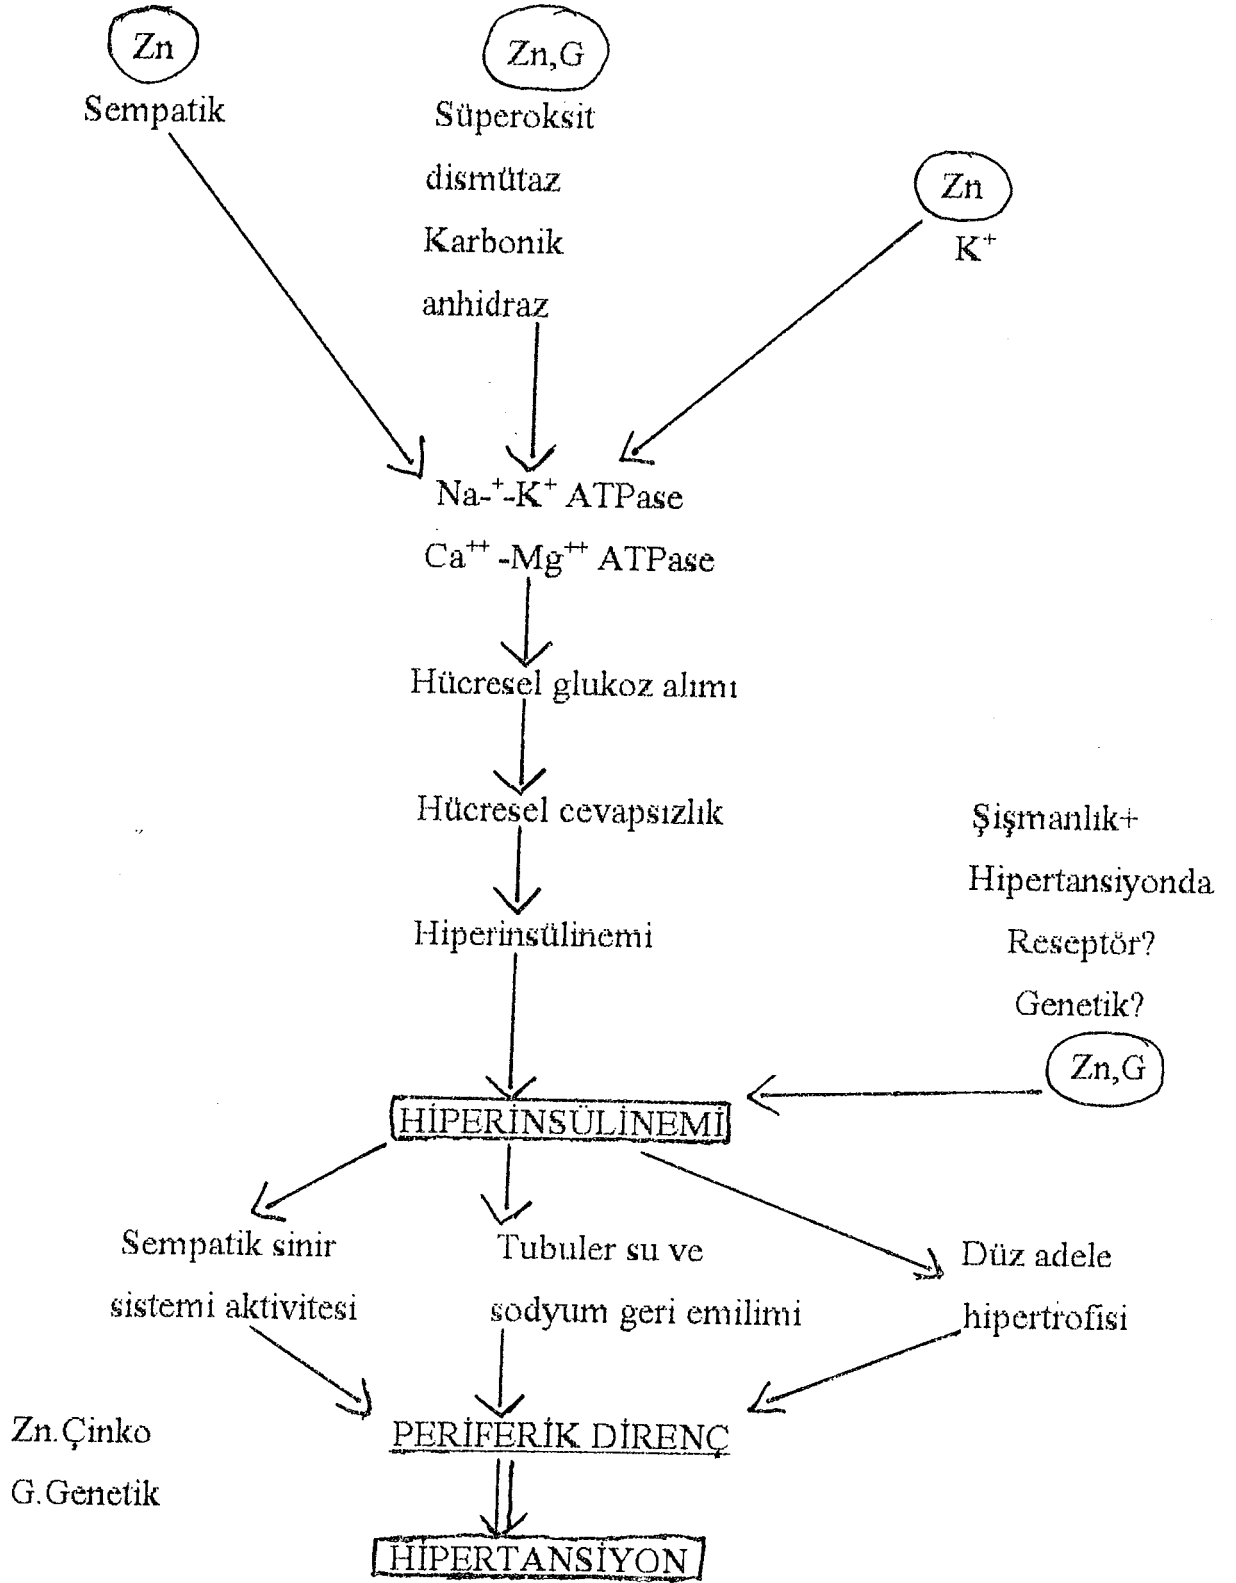 Zn
Sempatik
Zn,G
Süperoksit
dismütaz
Karbonik
anhidraz
Zn
K⁺
Na-⁺-K⁺ ATPase
Ca⁺⁺ -Mg⁺⁺ ATPase
Hücresel glukoz alımı
Hücresel cevapsızlık
Hiperinsülinemi
Şişmanlık+
Hipertansiyonda
Reseptör?
Genetik?
Zn,G
HİPERİNSÜLİNEMİ
Sempatik sinir
sistemi aktivitesi
Tubuler su ve
sodyum geri emilimi
Düz adele
hipertrofisi
PERİFERİK DİRENÇ
Zn.Çinko
G.Genetik
HİPERTANSİYON